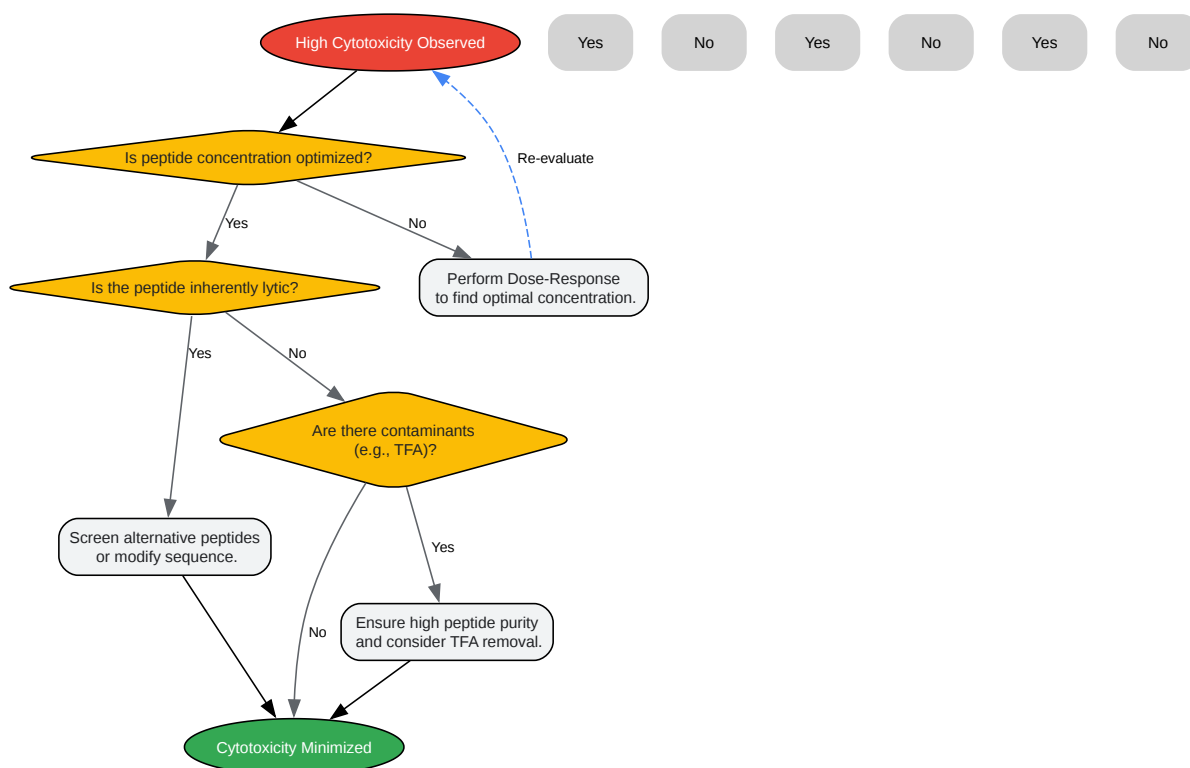 High Cytotoxicity Observed
Yes
No
Yes
No
Yes
No
Is peptide concentration optimized?
Re-evaluate
Yes
No
Is the peptide inherently lytic?
Perform Dose-Response
to find optimal concentration.
Yes
No
Are there contaminants
(e.g., TFA)?
Screen alternative peptides
or modify sequence.
Yes
Ensure high peptide purity
and consider TFA removal.
No
Cytotoxicity Minimized